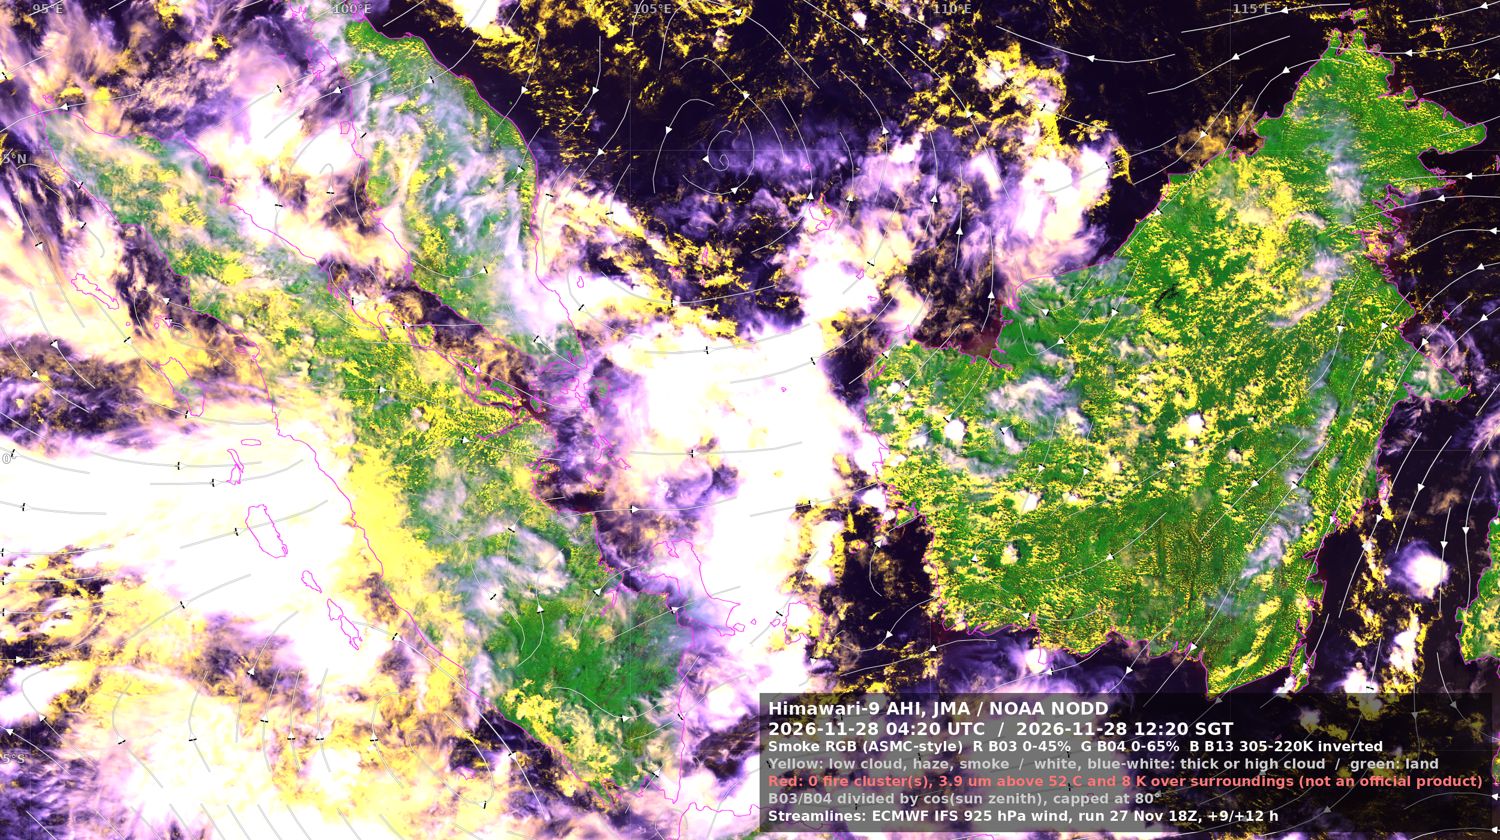 95°E
100°E
105°E
110°E
115°E
5°N
0°
5°S
Himawari-9 AHI, JMA / NOAA NODD
2026-11-28 04:20 UTC / 2026-11-28 12:20 SGT
Smoke RGB (ASMC-style) R B03 0-45% G B04 0-65% B B13 305-220K inverted
Yellow: low cloud, haze, smoke / white, blue-white: thick or high cloud / green: land
Red: 0 fire cluster(s), 3.9 um above 52 C and 8 K over surroundings (not an official product)
B03/B04 divided by cos(sun zenith), capped at 80°
Streamlines: ECMWF IFS 925 hPa wind, run 27 Nov 18Z, +9/+12 h